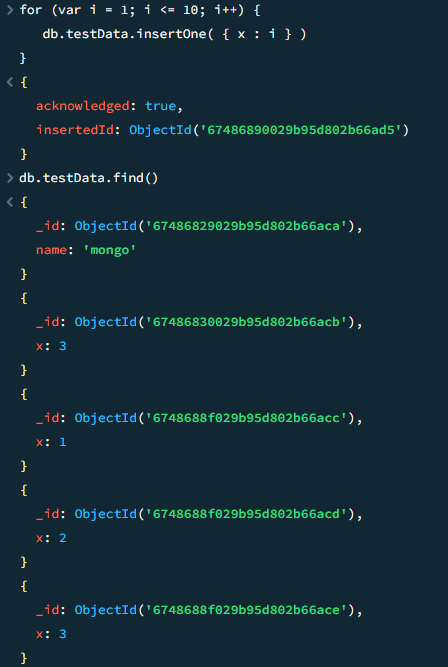 > for (var i = 1; i <= 10; i++) {
db.testData.insertOne( { x : i } )
}
< {
acknowledged: true,
insertedId: ObjectId('67486890029b95d802b66ad5')
}
> db.testData.find()
< {
_id: ObjectId('67486829029b95d802b66aca'),
name: 'mongo'
}
{
_id: ObjectId('67486830029b95d802b66acb'),
x: 3
}
{
_id: ObjectId('6748688f029b95d802b66acc'),
x: 1
}
{
_id: ObjectId('6748688f029b95d802b66acd'),
x: 2
}
{
_id: ObjectId('6748688f029b95d802b66ace'),
x: 3
}